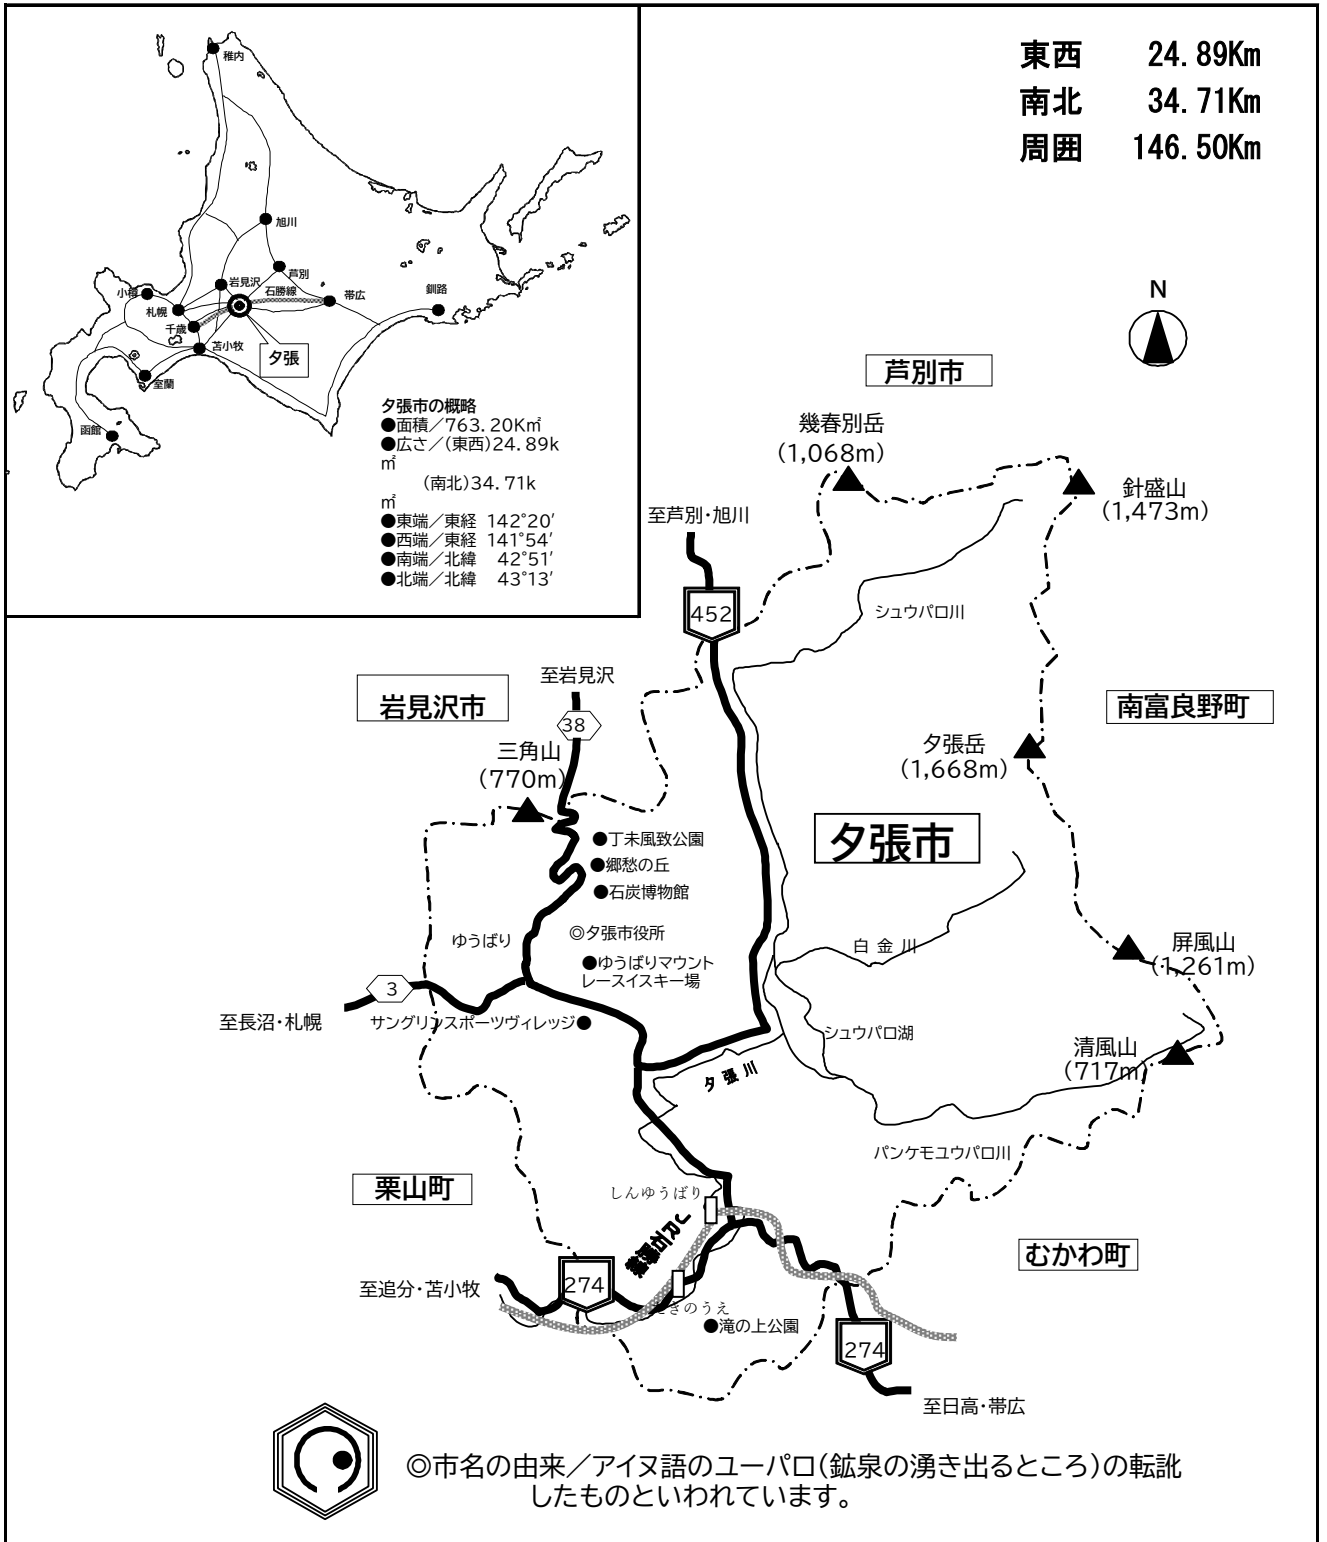 稚内
旭川
芦別
岩見沢
石勝線
帯広
釧路
小樽
札幌
千歳
苫小牧
夕張
室蘭
函館
夕張市の概略
●面積／763.20K㎡
●広さ／(東西)24.89k
㎡
(南北)34.71k
㎡
●東端／東経 142°20′
●西端／東経 141°54′
●南端／北緯 42°51′
●北端／北緯 43°13′
東西 24.89Km
南北 34.71Km
周囲 146.50Km
N
芦別市
幾春別岳
(1,068m)
針盛山
(1,473m)
至芦別・旭川
452
シュウパロ川
至岩見沢
岩見沢市
38
南富良野町
三角山
(770m)
夕張岳
(1,668m)
夕張市
●丁未風致公園
●郷愁の丘
●石炭博物館
ゆうばり
◎夕張市役所
白金川
屏風山
(1,261m)
●ゆうばりマウント
レースイスキー場
3
至長沼・札幌
サングリンスポーツヴィレッジ●
シュウパロ湖
清風山
(717m)
夕張川
パンケモユウパロ川
栗山町
しんゆうばり
JR石勝線
むかわ町
至追分・苫小牧
274
きのうえ
●滝の上公園
274
至日高・帯広
◎市名の由来／アイヌ語のユーパロ(鉱泉の湧き出るところ)の転訛
したものといわれています。